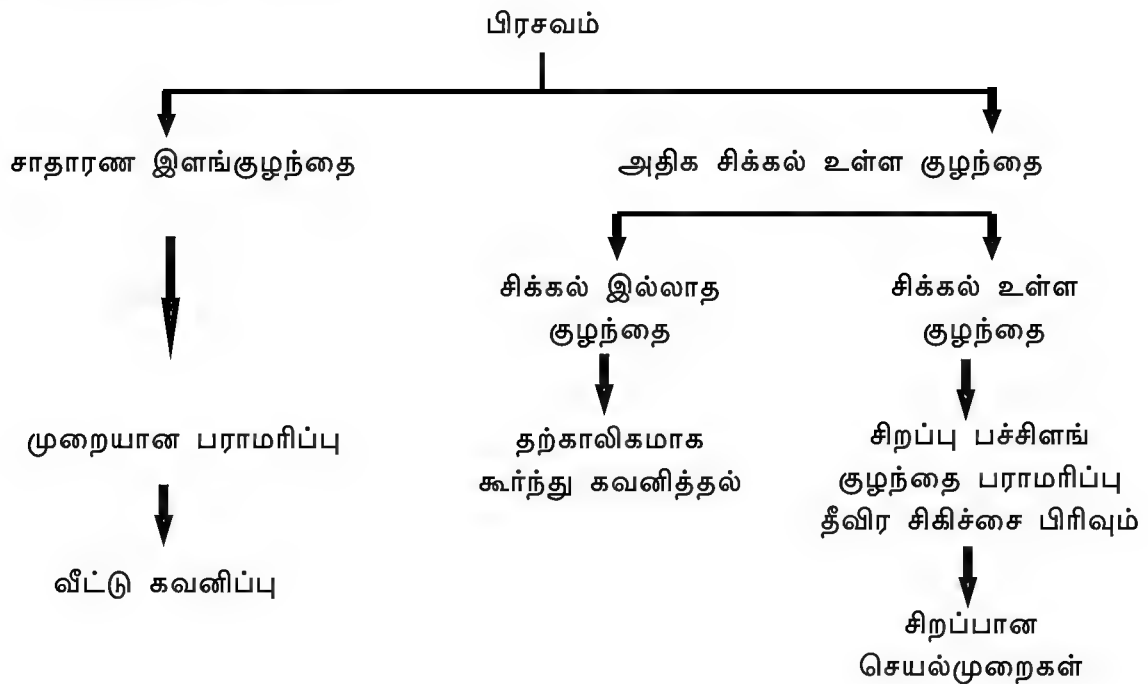 பிரசவம்
சாதாரண இளங்குழந்தை
அதிக சிக்கல் உள்ள குழந்தை
சிக்கல் இல்லாத
குழந்தை
சிக்கல் உள்ள
குழந்தை
முறையான பராமரிப்பு
தற்காலிகமாக
கூர்ந்து கவனித்தல்
சிறப்பு பச்சிளங்
குழந்தை பராமரிப்பு
தீவிர சிகிச்சை பிரிவும்
வீட்டு கவனிப்பு
சிறப்பான
செயல்முறைகள்